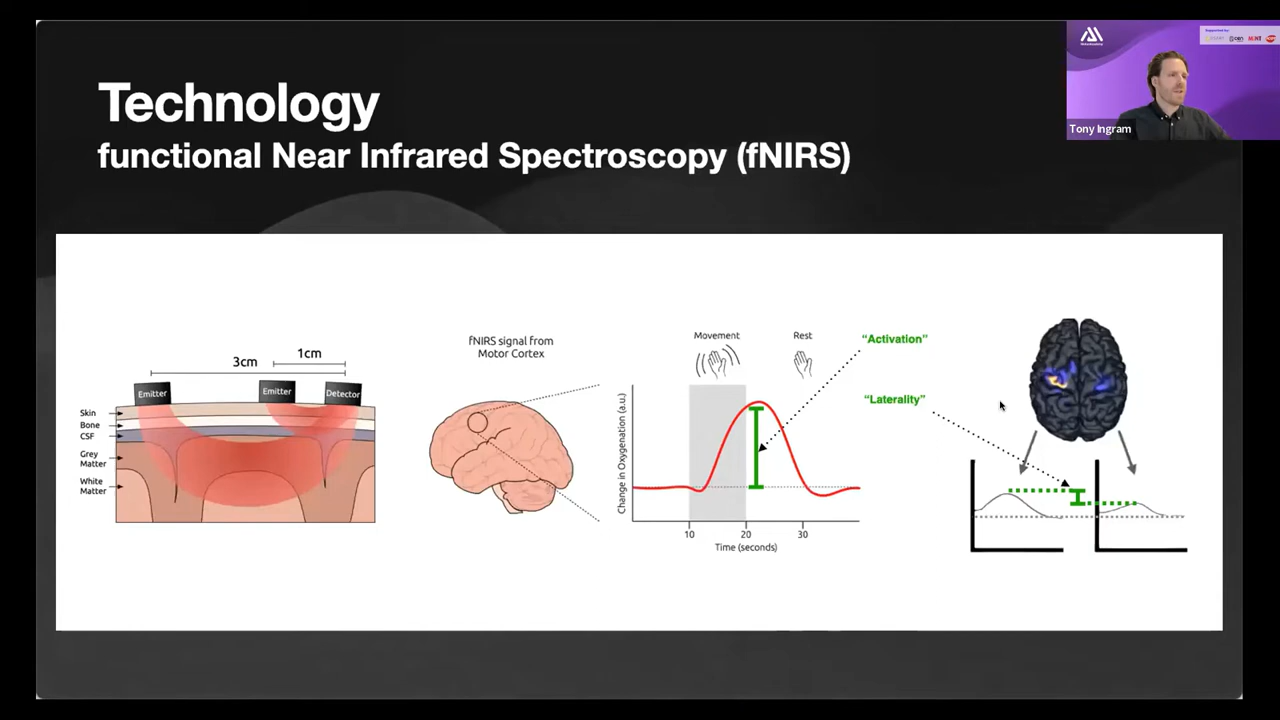 Technology
functional Near Infrared Spectroscopy (fNIRS)
Tony Ingram
3cm
1cm
Emitter
Emitter
Detector
Skin
Bone
CSF
Grey
Matter
White
Matter
fNIRS signal from
Motor Cortex
Movement
Rest
Change in Oxygenation (a.u.)
10
20
30
Time (seconds)
“Activation”
“Laterality”